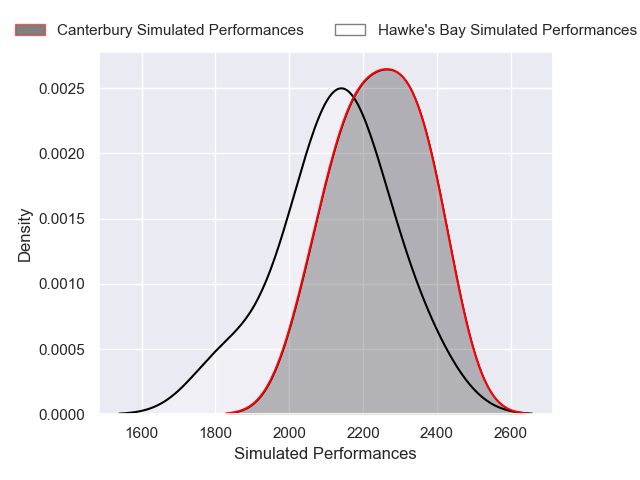 Canterbury Simulated Performances
Hawke's Bay Simulated Performances
0.0025
0.0020
0.0015
0.0010
0.0005
0.0000
Density
1600 1800 2000 2200 2400 2600
Simulated Performances